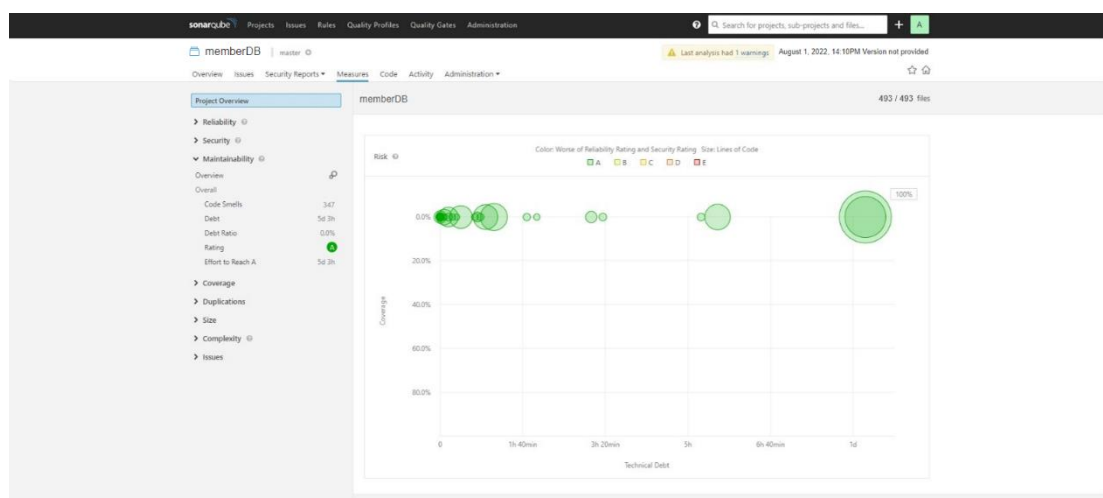 sonarqube Projects Issues Rules Quality Profiles Quality Gates Administration Search for projects, sub-projects and files... + A
memberDB master Last analysis had 1 warnings August 1, 2022, 14:10PM Version not provided
Overview Issues Security Reports Measures Code Activity Administration
Project Overview memberDB 493 / 493 files
Reliability
Security
Maintainability
Overview
Overall
Code Smells 347
Debt 5d 3h
Debt Ratio 0.0%
Rating A
Effort to Reach A 5d 3h
Coverage
Duplications
Size
Complexity
Issues
Risk
Color: Worse of Reliability Rating and Security Rating Size: Lines of Code
A B C D E
100%
0.0%
20.0%
40.0%
60.0%
80.0%
Coverage
0 1h 40min 3h 20min 5h 6h 40min 1d
Technical Debt